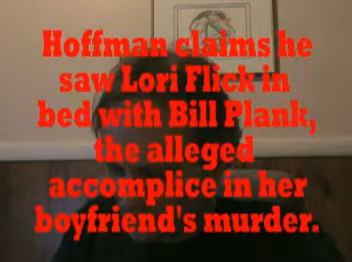 Hoffman claims he
saw Lori Flick in
bed with Bill Plank,
the alleged
accomplice in her
boyfriend's murder.